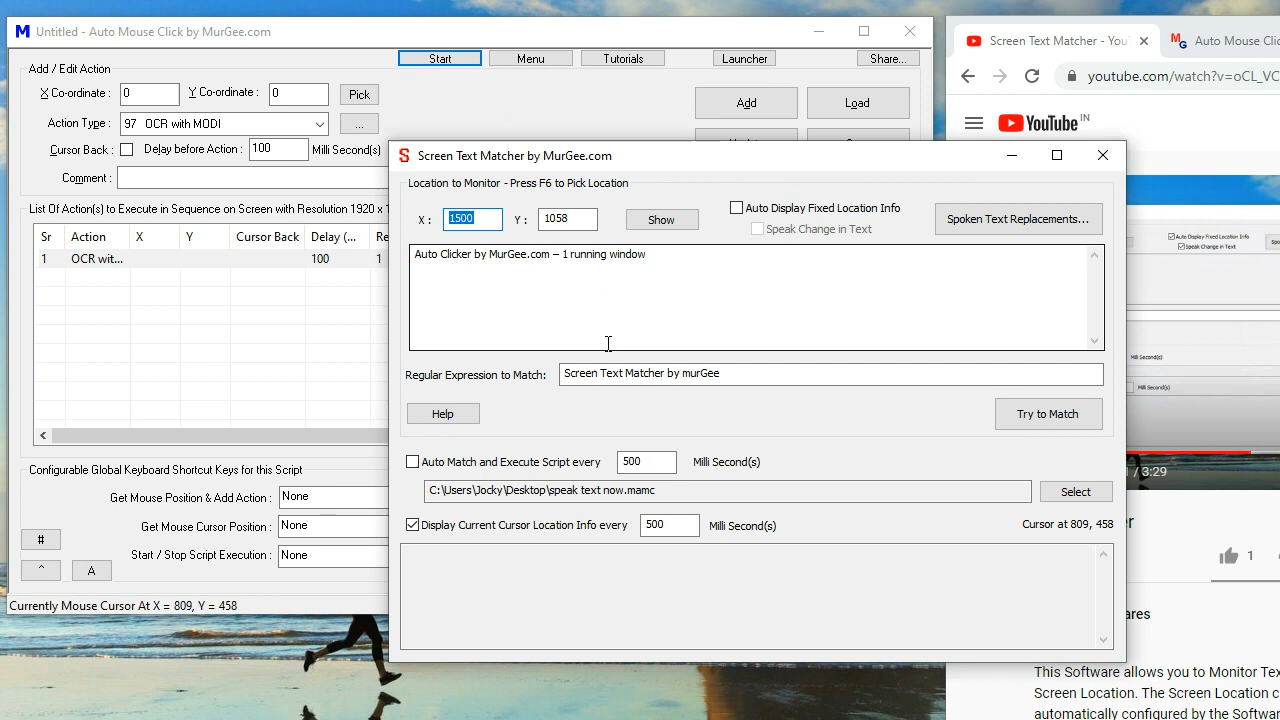 M Untitled - Auto Mouse Click by MurGee.com
Start
Menu
Tutorials
Launcher
Share...
Add / Edit Action
X Co-ordinate :
0
Y Co-ordinate :
0
Pick
Action Type :
97 OCR with MODI
...
Cursor Back :
Delay before Action :
100
Milli Second(s)
Comment :
Add
Load
List Of Action(s) to Execute in Sequence on Screen with Resolution 1920 x 1
Sr
Action
X
Y
Cursor Back
Delay (...
Re
1
OCR wit...
100
1
Configurable Global Keyboard Shortcut Keys for this Script
Get Mouse Position & Add Action :
None
Get Mouse Cursor Position :
None
Start / Stop Script Execution :
None
#
^
A
Currently Mouse Cursor At X = 809, Y = 458
S Screen Text Matcher by MurGee.com
Location to Monitor - Press F6 to Pick Location
X :
1500
Y :
1058
Show
Auto Display Fixed Location Info
Speak Change in Text
Spoken Text Replacements...
Auto Clicker by MurGee.com – 1 running window
Regular Expression to Match:
Screen Text Matcher by murGee
Help
Try to Match
Auto Match and Execute Script every
500
Milli Second(s)
C:\Users\Jocky\Desktop\speak text now.mamc
Select
Display Current Cursor Location Info every
500
Milli Second(s)
Cursor at 809, 458
Screen Text Matcher - You
MG Auto Mouse Clic
youtube.com/watch?v=oCL_VC
YouTube IN
Auto Display Fixed Location Info
Speak Change in Text
Spo
Milli Second(s)
Milli Second(s)
/ 3:29
er
1
ares
This Software allows you to Monitor Tex
Screen Location. The Screen Location c
automatically configured by the Softwar